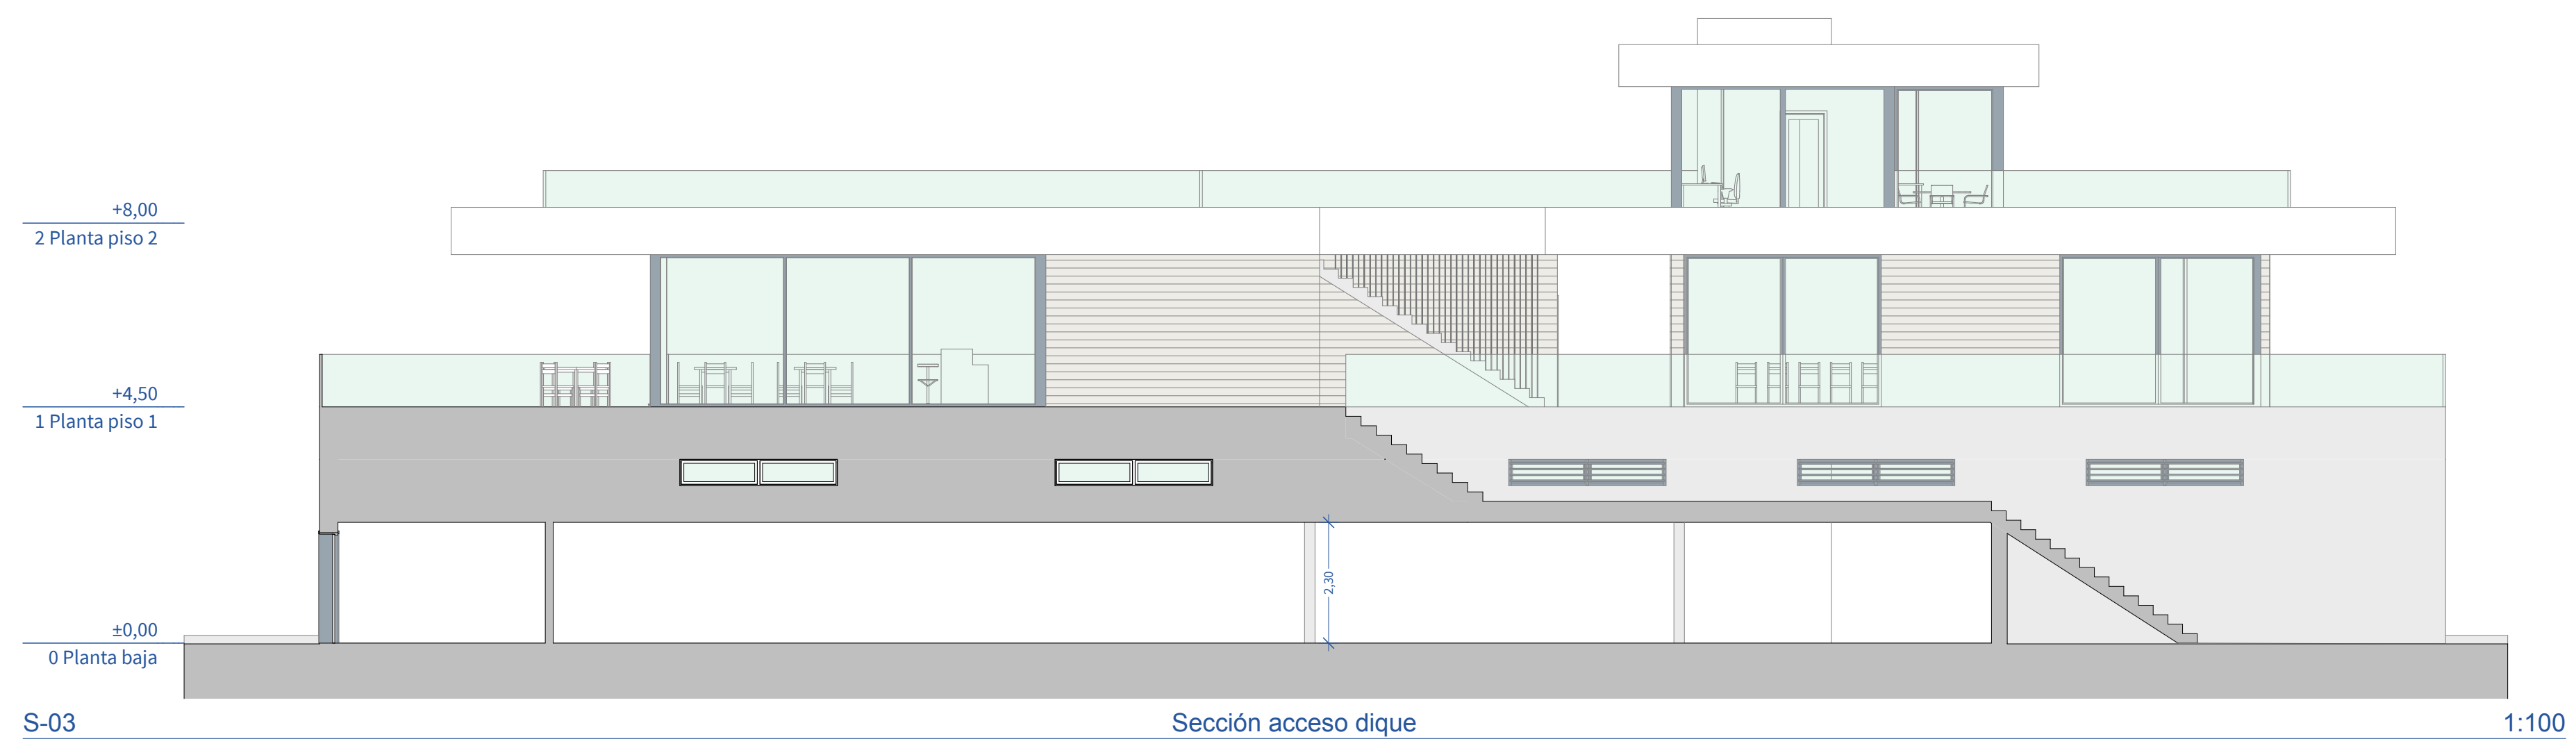 +8,00
2 Planta piso 2
+4,50
1 Planta piso 1
2,30
±0,00
0 Planta baja
S-03
Sección acceso dique
1:100